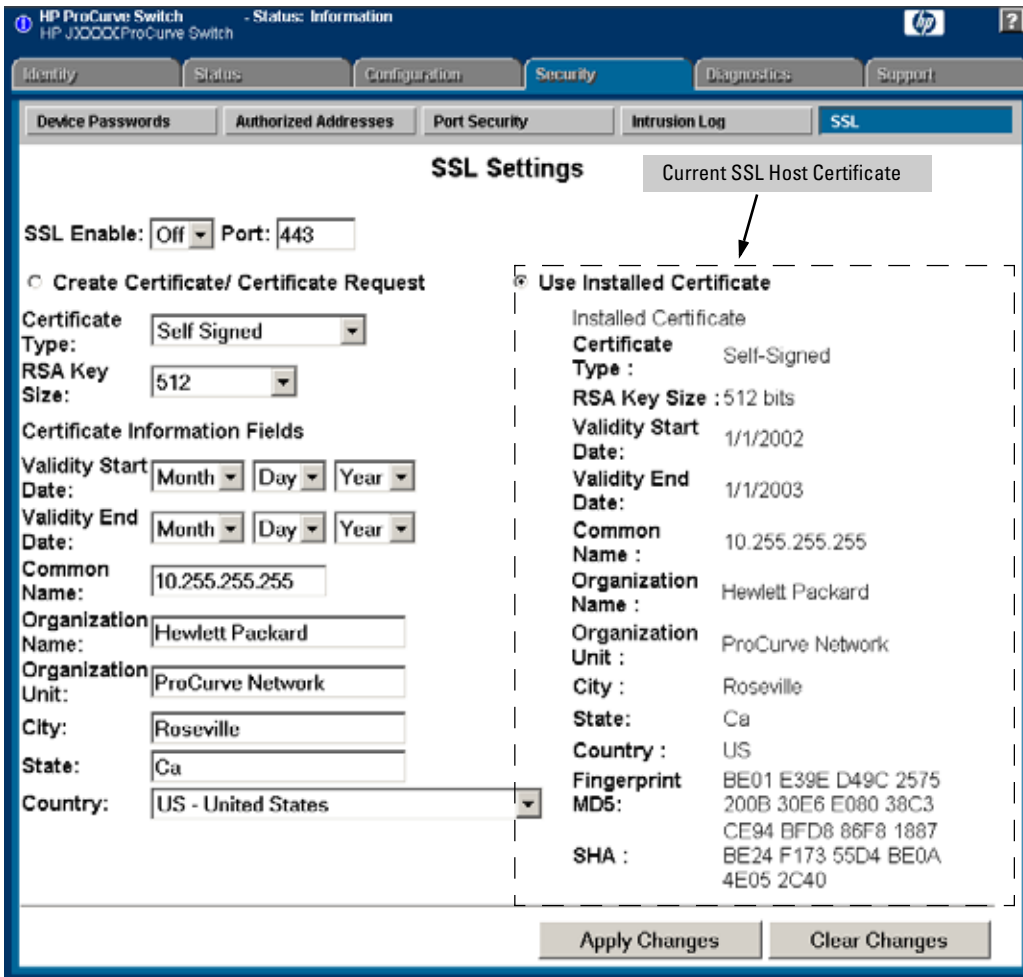 HP ProCurve Switch - Status: Information
HP JXXXXProCurve Switch
hp
?
Identity Status Configuration Security Diagnostics Support
Device Passwords Authorized Addresses Port Security Intrusion Log SSL
SSL Settings
Current SSL Host Certificate
SSL Enable: Off Port: 443
Create Certificate/ Certificate Request
Certificate Type: Self Signed
RSA Key Size: 512
Certificate Information Fields
Validity Start Date: Month Day Year
Validity End Date: Month Day Year
Common Name: 10.255.255.255
Organization Name: Hewlett Packard
Organization Unit: ProCurve Network
City: Roseville
State: Ca
Country: US - United States
Use Installed Certificate
Installed Certificate
Certificate Type : Self-Signed
RSA Key Size : 512 bits
Validity Start Date: 1/1/2002
Validity End Date: 1/1/2003
Common Name : 10.255.255.255
Organization Name : Hewlett Packard
Organization Unit : ProCurve Network
City : Roseville
State: Ca
Country : US
Fingerprint BE01 E39E D49C 2575
MD5: 200B 30E6 E080 38C3
CE94 BFD8 86F8 1887
SHA : BE24 F173 55D4 BE0A
4E05 2C40
Apply Changes Clear Changes